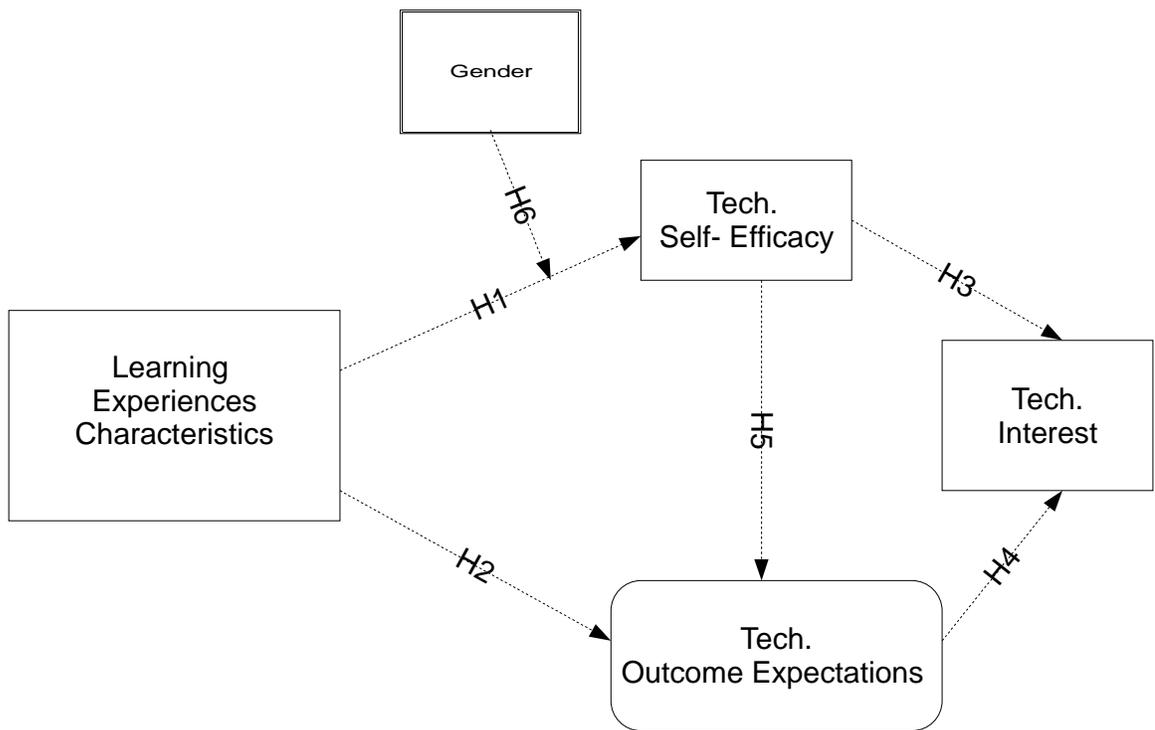 Gender
H6
Tech.
Self- Efficacy
H1
H3
Learning
Experiences
Characteristics
Tech.
Interest
H5
H2
H4
Tech.
Outcome Expectations